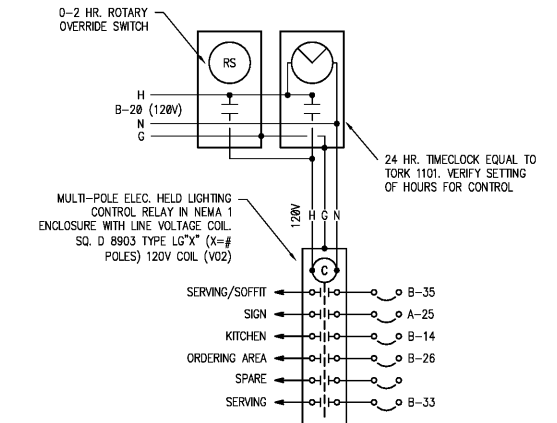 0-2 HR. ROTARY
OVERRIDE SWITCH
RS
H
B-20 (120V)
N
G
24 HR. TIMECLOCK EQUAL TO
TORK 1101. VERIFY SETTING
OF HOURS FOR CONTROL
MULTI-POLE ELEC. HELD LIGHTING
CONTROL RELAY IN NEMA 1
ENCLOSURE WITH LINE VOLTAGE COIL.
SQ. D 8903 TYPE LG"X" (X=#
POLES) 120V COIL (V02)
120V
H G N
C
SERVING/SOFFIT B-35
SIGN A-25
KITCHEN B-14
ORDERING AREA B-26
SPARE
SERVING B-33